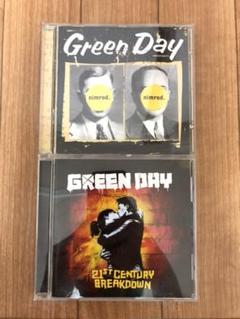 Green Day
nimrod.
nimrod.
GREEN DAY
21ST CENTURY
BREAKDOWN